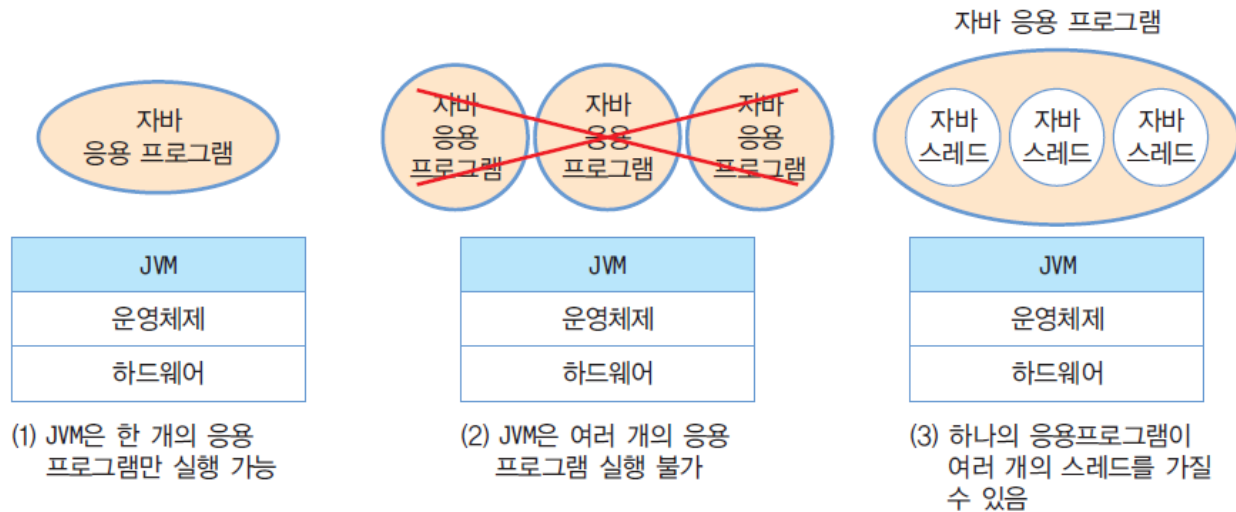 자바
응용 프로그램
JVM
운영체제
하드웨어
(1) JVM은 한 개의 응용
프로그램만 실행 가능
자바
응용
프로그램
자바
응용
프로그램
자바
응용
프로그램
JVM
운영체제
하드웨어
(2) JVM은 여러 개의 응용
프로그램 실행 불가
자바 응용 프로그램
자바
스레드
자바
스레드
자바
스레드
JVM
운영체제
하드웨어
(3) 하나의 응용프로그램이
여러 개의 스레드를 가질
수 있음